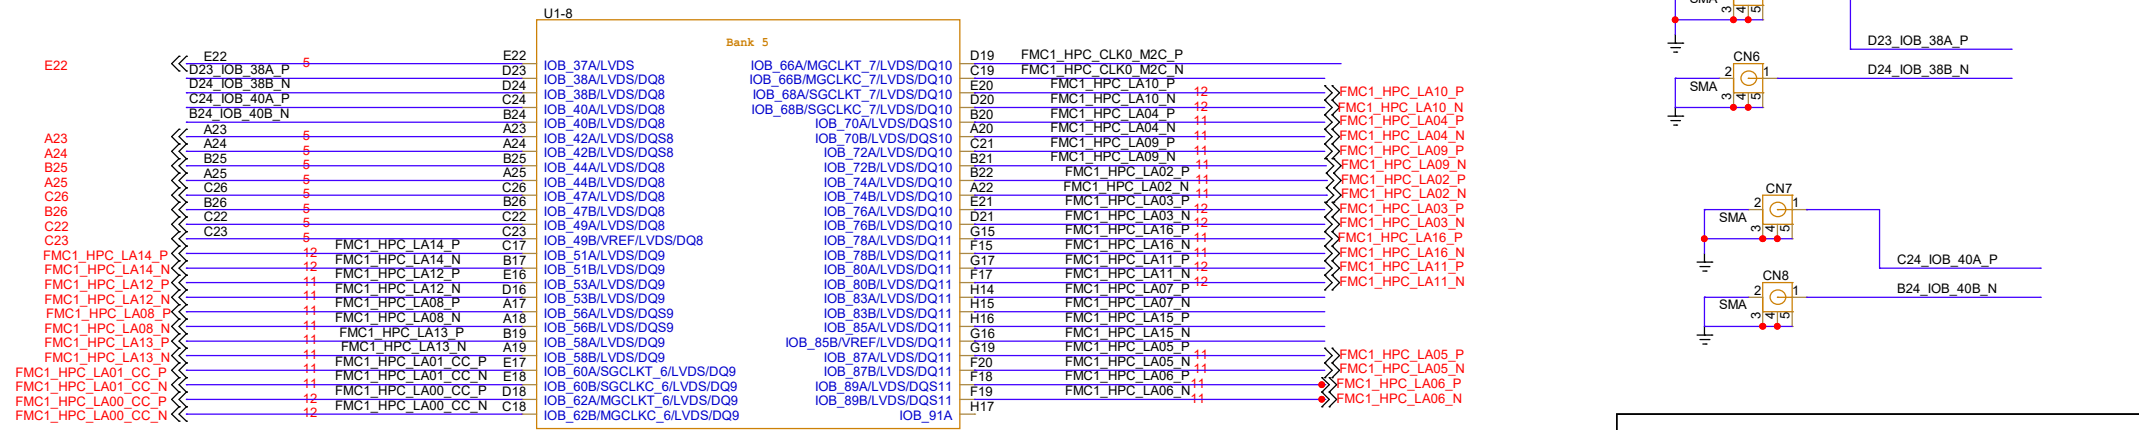 U1-8
Bank 5
E22 E22 5 E22 IOB_37A/LVDS
D23_IOB_38A_P D23 IOB_38A/LVDS/DQ8
D24_IOB_38B_N D24 IOB_38B/LVDS/DQ8
C24_IOB_40A_P C24 IOB_40A/LVDS/DQ8
B24_IOB_40B_N B24 IOB_40B/LVDS/DQ8
A23 A23 5 A23 IOB_42A/LVDS/DQS8
A24 A24 5 A24 IOB_42B/LVDS/DQS8
B25 B25 5 B25 IOB_44A/LVDS/DQ8
A25 A25 5 A25 IOB_44B/LVDS/DQ8
C26 C26 5 C26 IOB_47A/LVDS/DQ8
B26 B26 5 B26 IOB_47B/LVDS/DQ8
C22 C22 5 C22 IOB_49A/LVDS/DQ8
C23 C23 5 C23 IOB_49B/VREF/LVDS/DQ8
FMC1_HPC_LA14_P 12 FMC1_HPC_LA14_P C17 IOB_51A/LVDS/DQ9
FMC1_HPC_LA14_N 12 FMC1_HPC_LA14_N B17 IOB_51B/LVDS/DQ9
FMC1_HPC_LA12_P 11 FMC1_HPC_LA12_P E16 IOB_53A/LVDS/DQ9
FMC1_HPC_LA12_N 11 FMC1_HPC_LA12_N D16 IOB_53B/LVDS/DQ9
FMC1_HPC_LA08_P 11 FMC1_HPC_LA08_P A17 IOB_56A/LVDS/DQS9
FMC1_HPC_LA08_N 11 FMC1_HPC_LA08_N A18 IOB_56B/LVDS/DQS9
FMC1_HPC_LA13_P 11 FMC1_HPC_LA13_P B19 IOB_58A/LVDS/DQ9
FMC1_HPC_LA13_N 11 FMC1_HPC_LA13_N A19 IOB_58B/LVDS/DQ9
FMC1_HPC_LA01_CC_P 11 FMC1_HPC_LA01_CC_P E17 IOB_60A/SGCLKT_6/LVDS/DQ9
FMC1_HPC_LA01_CC_N 11 FMC1_HPC_LA01_CC_N E18 IOB_60B/SGCLKC_6/LVDS/DQ9
FMC1_HPC_LA00_CC_P 12 FMC1_HPC_LA00_CC_P D18 IOB_62A/MGCLKT_6/LVDS/DQ9
FMC1_HPC_LA00_CC_N 12 FMC1_HPC_LA00_CC_N C18 IOB_62B/MGCLKC_6/LVDS/DQ9
IOB_66A/MGCLKT_7/LVDS/DQ10 D19 FMC1_HPC_CLK0_M2C_P
IOB_66B/MGCLKC_7/LVDS/DQ10 C19 FMC1_HPC_CLK0_M2C_N
IOB_68A/SGCLKT_7/LVDS/DQ10 E20 FMC1_HPC_LA10_P 12 FMC1_HPC_LA10_P
IOB_68B/SGCLKC_7/LVDS/DQ10 D20 FMC1_HPC_LA10_N 12 FMC1_HPC_LA10_N
IOB_70A/LVDS/DQS10 B20 FMC1_HPC_LA04_P 11 FMC1_HPC_LA04_P
IOB_70B/LVDS/DQS10 A20 FMC1_HPC_LA04_N 11 FMC1_HPC_LA04_N
IOB_72A/LVDS/DQ10 C21 FMC1_HPC_LA09_P 11 FMC1_HPC_LA09_P
IOB_72B/LVDS/DQ10 B21 FMC1_HPC_LA09_N 11 FMC1_HPC_LA09_N
IOB_74A/LVDS/DQ10 B22 FMC1_HPC_LA02_P 11 FMC1_HPC_LA02_P
IOB_74B/LVDS/DQ10 A22 FMC1_HPC_LA02_N 11 FMC1_HPC_LA02_N
IOB_76A/LVDS/DQ10 E21 FMC1_HPC_LA03_P 12 FMC1_HPC_LA03_P
IOB_76B/LVDS/DQ10 D21 FMC1_HPC_LA03_N 12 FMC1_HPC_LA03_N
IOB_78A/LVDS/DQ11 G15 FMC1_HPC_LA16_P 11 FMC1_HPC_LA16_P
IOB_78B/LVDS/DQ11 F15 FMC1_HPC_LA16_N 11 FMC1_HPC_LA16_N
IOB_80A/LVDS/DQ11 G17 FMC1_HPC_LA11_P 12 FMC1_HPC_LA11_P
IOB_80B/LVDS/DQ11 F17 FMC1_HPC_LA11_N 12 FMC1_HPC_LA11_N
IOB_83A/LVDS/DQ11 H14 FMC1_HPC_LA07_P
IOB_83B/LVDS/DQ11 H15 FMC1_HPC_LA07_N
IOB_85A/LVDS/DQ11 H16 FMC1_HPC_LA15_P
IOB_85B/VREF/LVDS/DQ11 G16 FMC1_HPC_LA15_N
IOB_87A/LVDS/DQ11 G19 FMC1_HPC_LA05_P 11 FMC1_HPC_LA05_P
IOB_87B/LVDS/DQ11 F20 FMC1_HPC_LA05_N 11 FMC1_HPC_LA05_N
IOB_89A/LVDS/DQS11 F18 FMC1_HPC_LA06_P 11 FMC1_HPC_LA06_P
IOB_89B/LVDS/DQS11 F19 FMC1_HPC_LA06_N 11 FMC1_HPC_LA06_N
IOB_91A H17
3 4 5
D23_IOB_38A_P
CN6
2 1 D24_IOB_38B_N
SMA
3 4 5
CN7
2 1
SMA
3 4 5
C24_IOB_40A_P
CN8
2 1 B24_IOB_40B_N
SMA
3 4 5